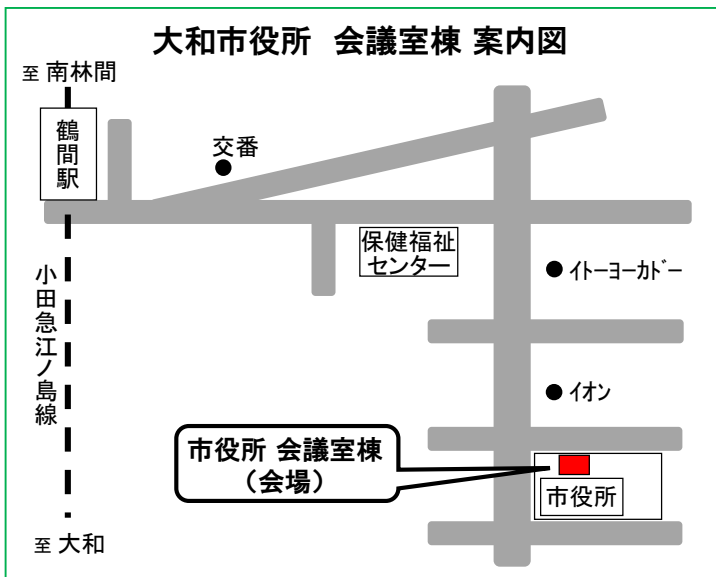 大和市役所　会議室棟 案内図
至 南林間
鶴間駅
交番
保健福祉
センター
ｲﾄｰﾖｰｶﾄﾞｰ
小田急江ノ島線
ｲｵﾝ
市役所 会議室棟
（会場）
市役所
至 大和